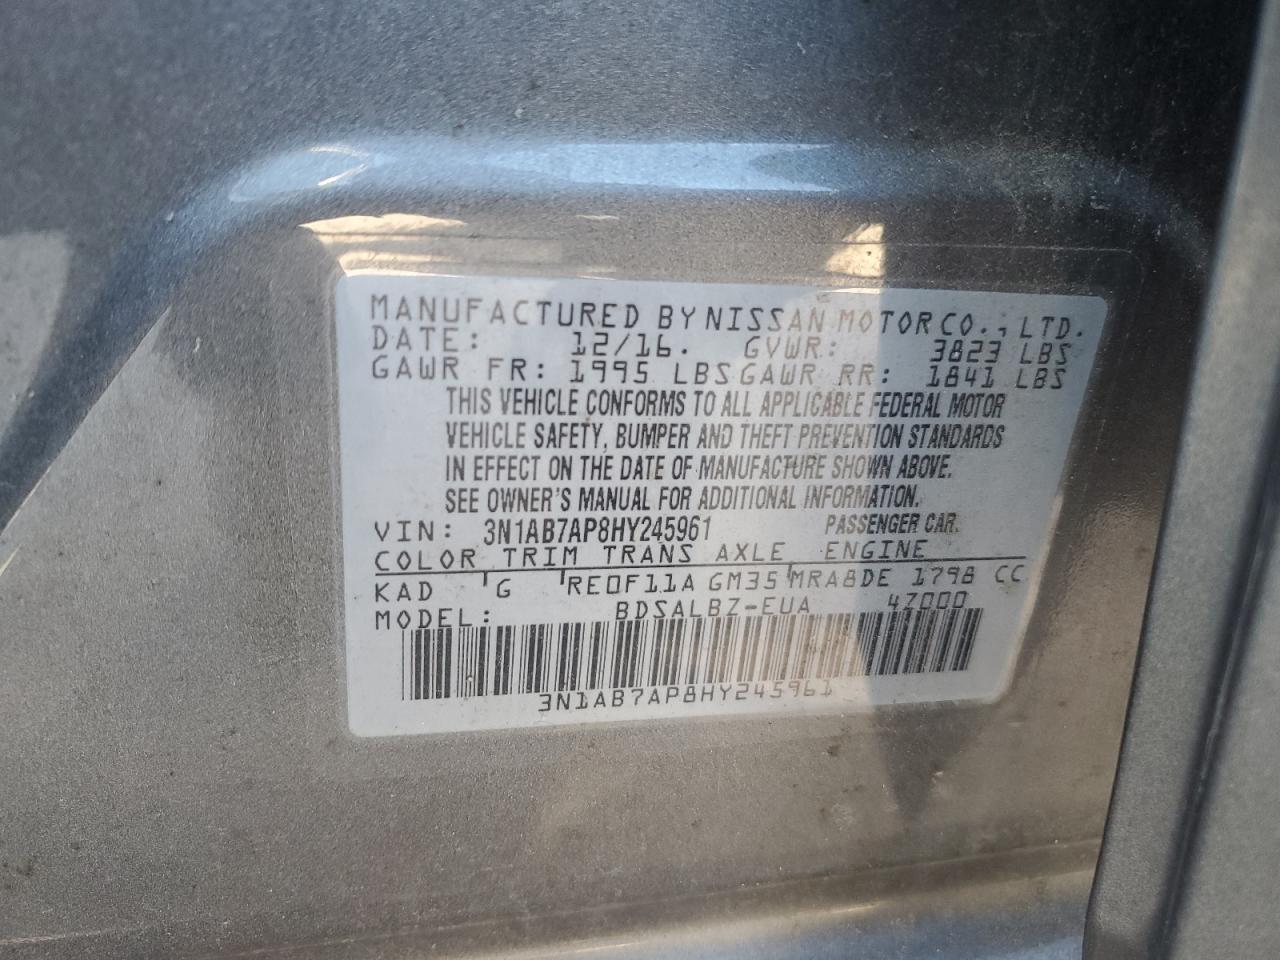 MANUFACTURED BY NISSAN MOTOR CO., LTD.
DATE: 12/16. GVWR: 3823 LBS
GAWR FR: 1995 LBS GAWR RR: 1841 LBS
THIS VEHICLE CONFORMS TO ALL APPLICABLE FEDERAL MOTOR
VEHICLE SAFETY, BUMPER AND THEFT PREVENTION STANDARDS
IN EFFECT ON THE DATE OF MANUFACTURE SHOWN ABOVE.
SEE OWNER'S MANUAL FOR ADDITIONAL INFORMATION.
VIN: 3N1AB7AP8HY245961 PASSENGER CAR.
COLOR TRIM TRANS AXLE ENGINE
KAD G RE0F11A GM35 MRA8DE 1798 CC
MODEL: BDSALBZ-EUA 4Z000
3N1AB7AP8HY245961